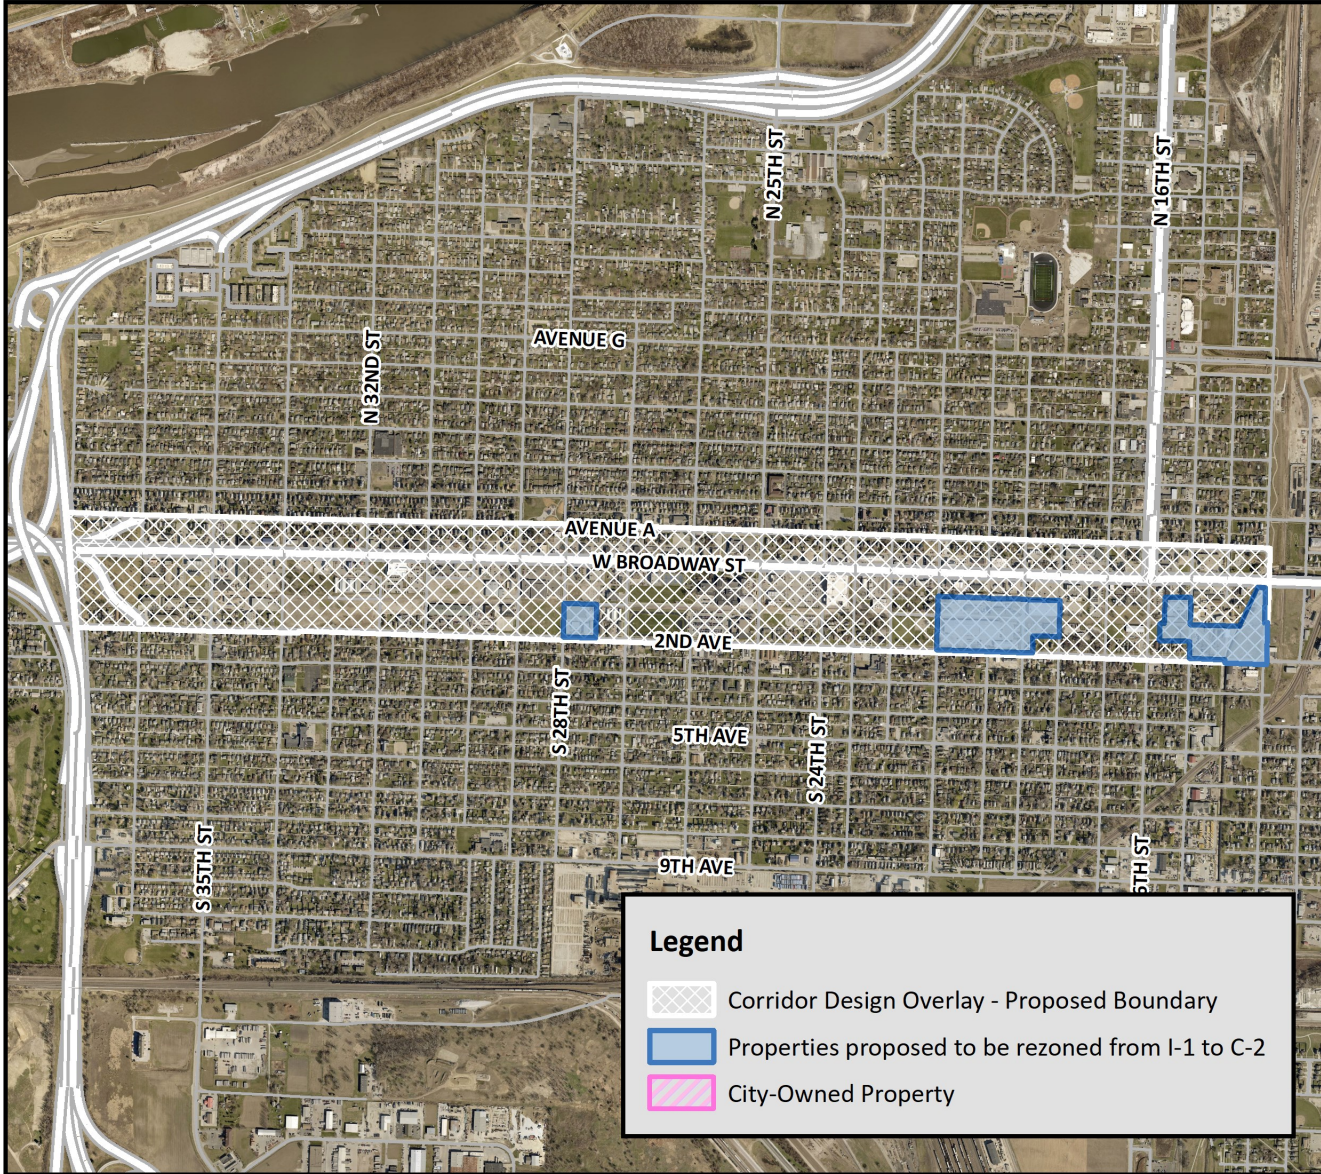 N 25TH ST
N 16TH ST
AVENUE G
N 32ND ST
AVENUE A
W BROADWAY ST
2ND AVE
S 28TH ST
5TH AVE
S 24TH ST
S 35TH ST
9TH AVE
6TH ST
Legend
Corridor Design Overlay - Proposed Boundary
Properties proposed to be rezoned from I-1 to C-2
City-Owned Property